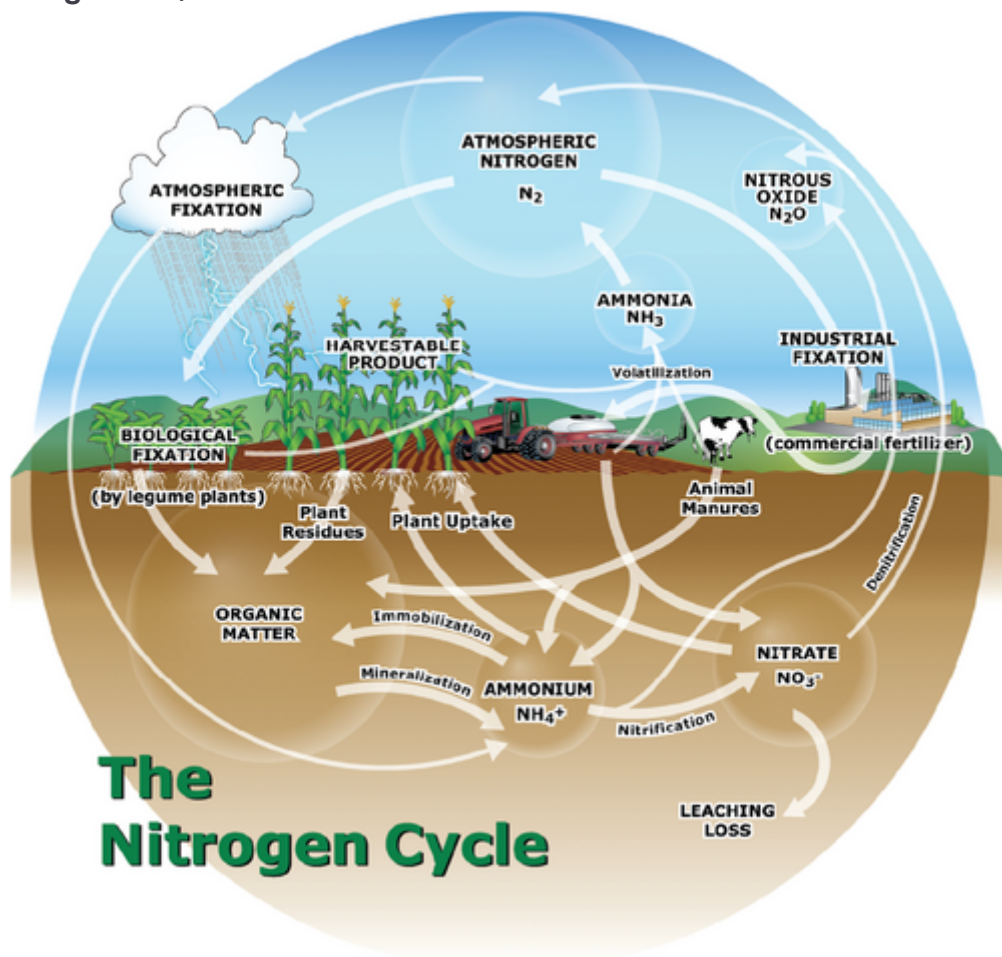 ATMOSPHERIC
NITROGEN
N₂
ATMOSPHERIC
FIXATION
NITROUS
OXIDE
N₂O
AMMONIA
NH₃
HARVESTABLE
PRODUCT
Volatilization
INDUSTRIAL
FIXATION
(commercial fertilizer)
BIOLOGICAL
FIXATION
(by legume plants)
Plant
Residues
Plant Uptake
Animal
Manures
Denitrification
ORGANIC
MATTER
Immobilization
Mineralization
AMMONIUM
NH₄⁺
Nitrification
NITRATE
NO₃⁻
LEACHING
LOSS
The
Nitrogen Cycle